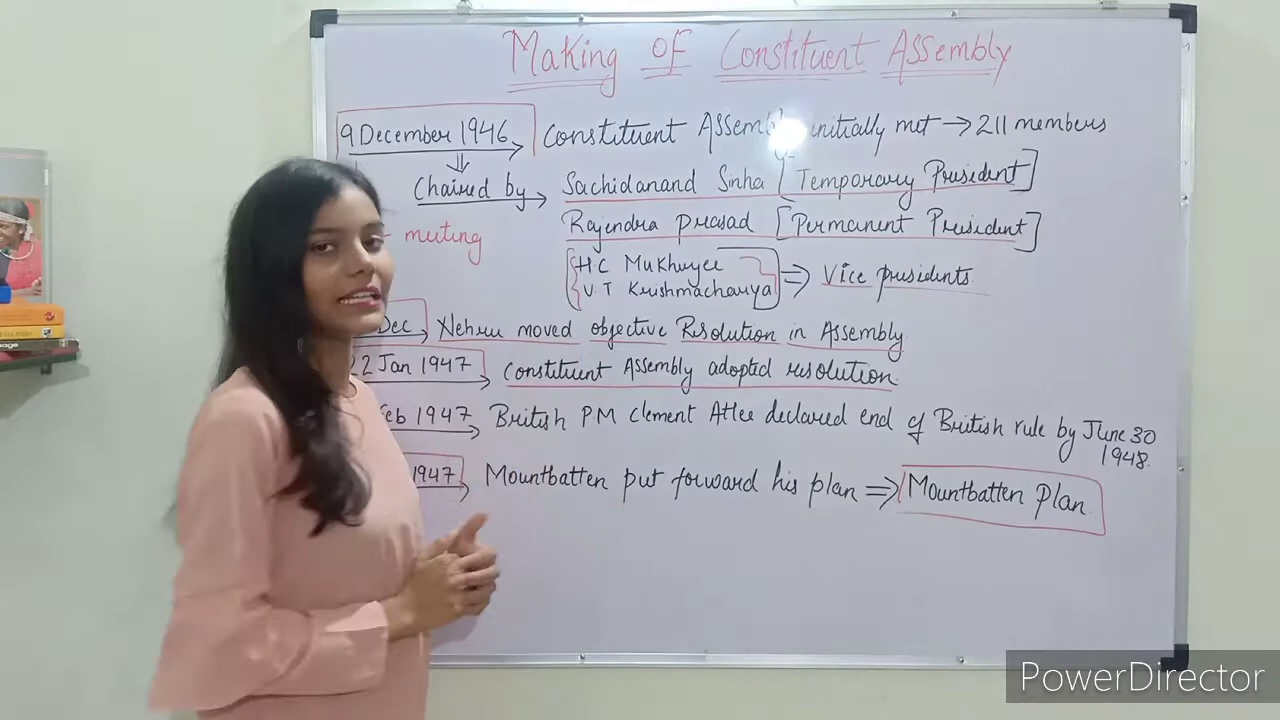 Making of Constituent Assembly
9 December 1946 Constituent Assembly initially met → 211 members
Chaired by → Sachidanand Sinha [Temporary President]
Rajendra Prasad [Permanent President]
meeting
H.C Mukherjee
V.T Krishmacharya ⇒ Vice presidents
Dec Nehru moved objective Resolution in Assembly
22 Jan 1947 Constituent Assembly adopted resolution
Feb 1947 British PM Clement Atlee declared end of British rule by June 30
1948.
1947 Mountbatten put forward his plan ⇒ Mountbatten Plan
PowerDirector